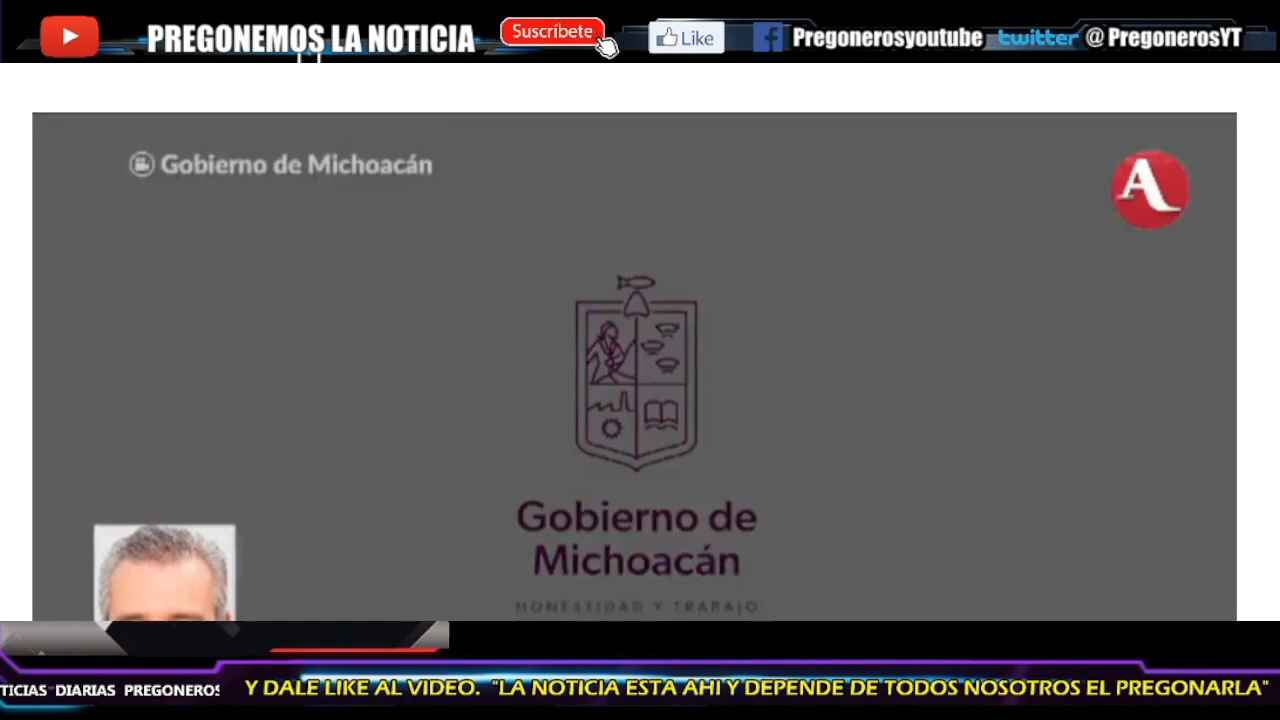 PREGONEMOS LA NOTICIA
Suscríbete
Like
Pregonerosyoutube
twitter @PregonerosYT
Gobierno de Michoacán
A
Gobierno de
Michoacán
HONESTIDAD Y TRABAJO
TICIAS DIARIAS PREGONEROS
Y DALE LIKE AL VIDEO. "LA NOTICIA ESTA AHI Y DEPENDE DE TODOS NOSOTROS EL PREGONARLA"